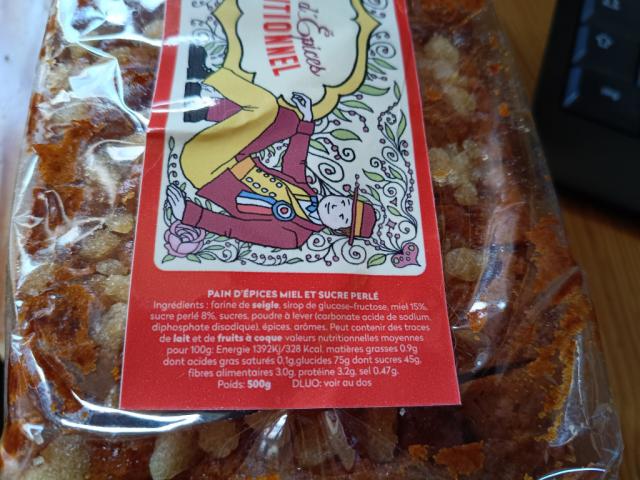 d'Épices
PAIN D'ÉPICES MIEL ET SUCRE PERLÉ
Ingrédients : farine de seigle, sirop de glucose-fructose, miel 15%,
sucre perlé 8%, sucres, poudre à lever (carbonate acide de sodium,
diphosphate disodique), épices, arômes. Peut contenir des traces
de lait et de fruits à coque valeurs nutritionnelles moyennes
pour 100g: Energie 1392KJ/328 Kcal, matières grasses 0.9g
dont acides gras saturés 0,1g,glucides 75g dont sucres 45g,
fibres alimentaires 3.0g, protéine 3.2g, sel 0.47g.
Poids: 500g DLUO: voir au dos